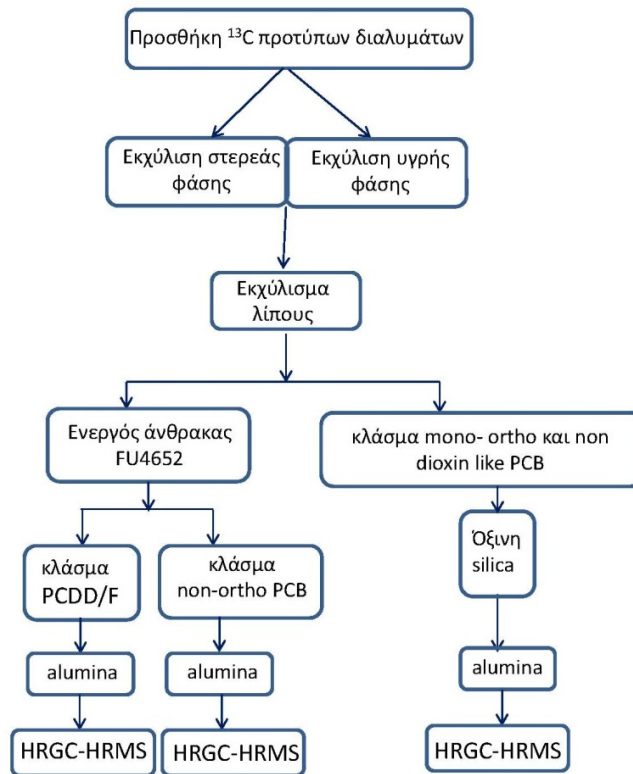 Προσθήκη ¹³C προτύπων διαλυμάτων
Εκχύλιση στερεάς
φάσης
Εκχύλιση υγρής
φάσης
Εκχύλισμα
λίπους
Ενεργός άνθρακας
FU4652
κλάσμα mono- ortho και non
dioxin like PCB
κλάσμα
PCDD/F
κλάσμα
non-ortho PCB
Όξινη
silica
alumina
alumina
alumina
HRGC-HRMS
HRGC-HRMS
HRGC-HRMS